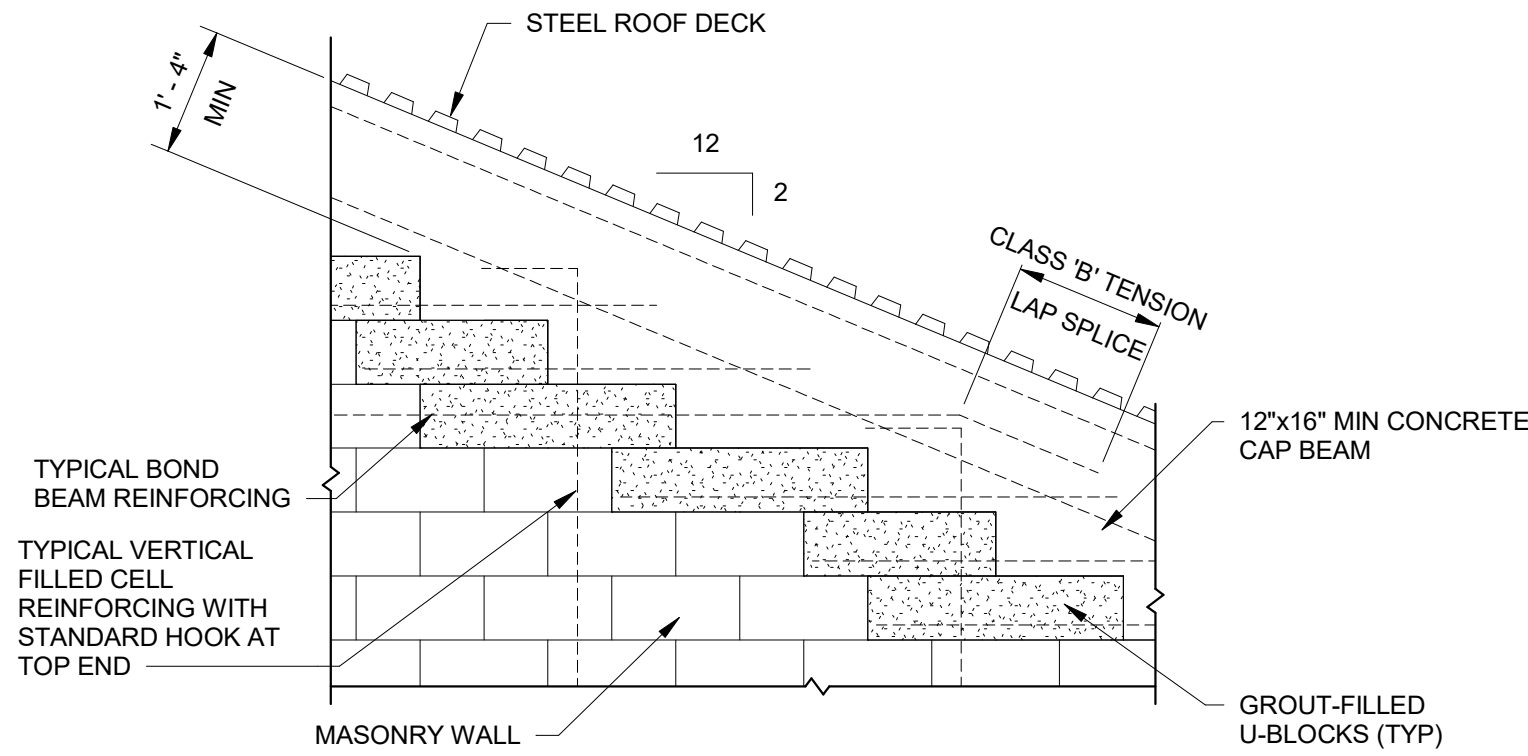 STEEL ROOF DECK
1' - 4"
MIN
12
2
CLASS 'B' TENSION
LAP SPLICE
12"x16" MIN CONCRETE
CAP BEAM
TYPICAL BOND
BEAM REINFORCING
TYPICAL VERTICAL
FILLED CELL
REINFORCING WITH
STANDARD HOOK AT
TOP END
MASONRY WALL
GROUT-FILLED
U-BLOCKS (TYP)